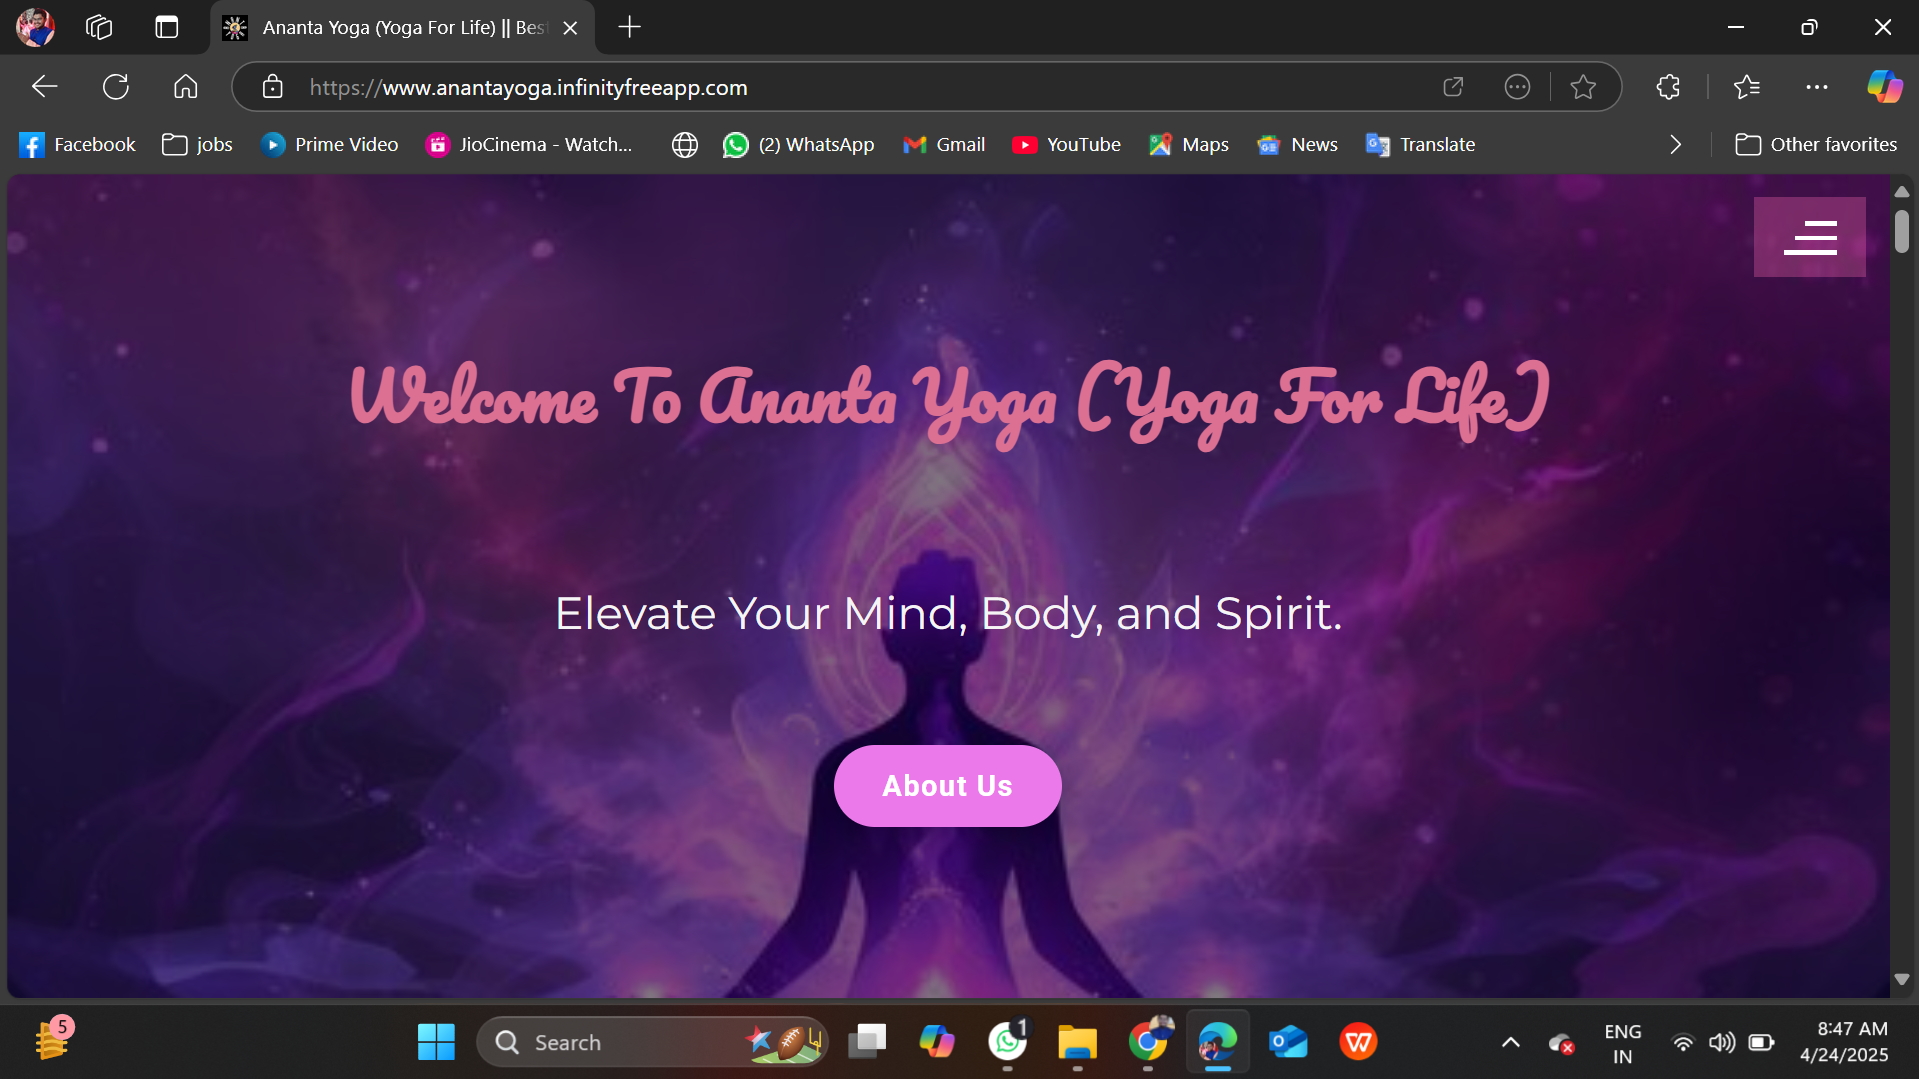 Ananta Yoga (Yoga For Life) || Bes
https://www.anantayoga.infinityfreeapp.com
Facebook jobs Prime Video JioCinema - Watch... (2) WhatsApp Gmail YouTube Maps News Translate Other favorites
Welcome To Ananta Yoga (Yoga For Life)
Elevate Your Mind, Body, and Spirit.
About Us
5
Search
1
ENG
IN
8:47 AM
4/24/2025